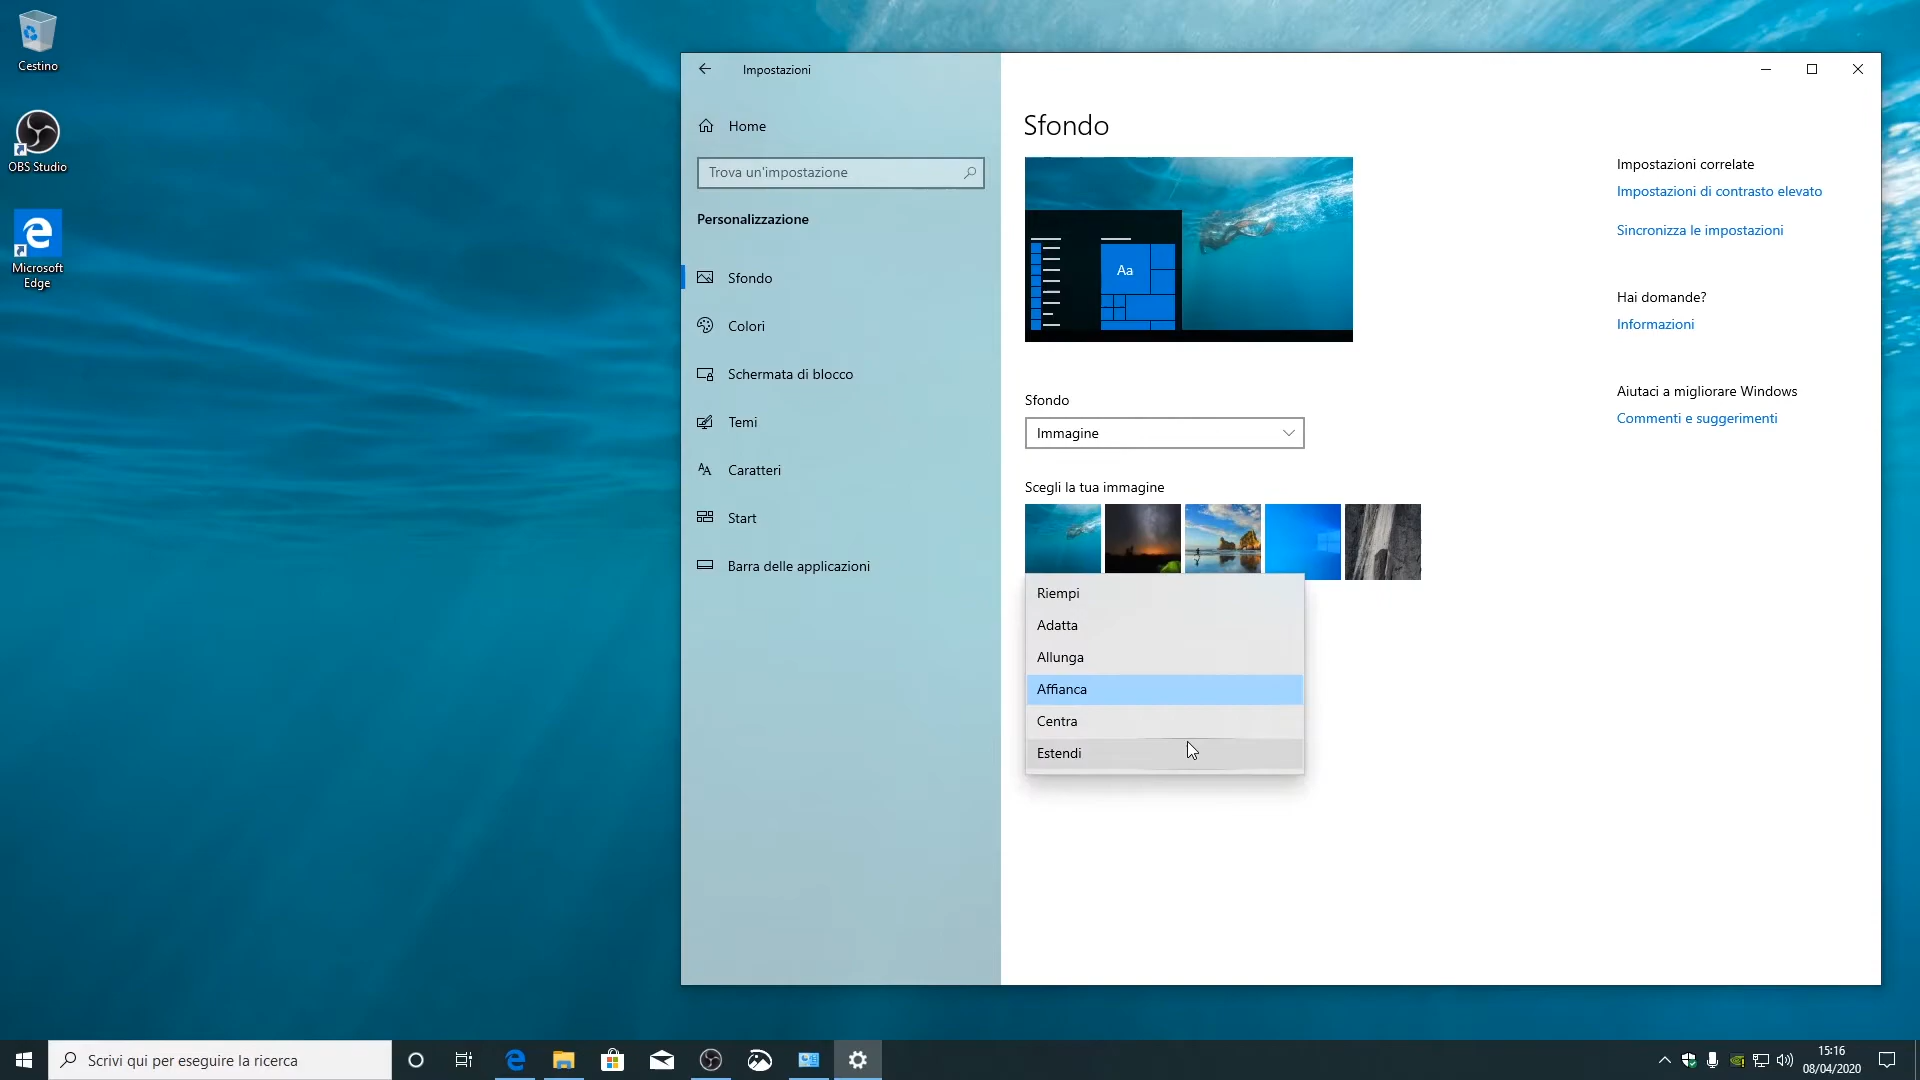 Cestino
OBS Studio
Microsoft
Edge
Impostazioni
Home
Trova un'impostazione
Personalizzazione
Sfondo
Colori
Schermata di blocco
Temi
Caratteri
Start
Barra delle applicazioni
Sfondo
Aa
Sfondo
Immagine
Scegli la tua immagine
Riempi
Adatta
Allunga
Affianca
Centra
Estendi
Impostazioni correlate
Impostazioni di contrasto elevato
Sincronizza le impostazioni
Hai domande?
Informazioni
Aiutaci a migliorare Windows
Commenti e suggerimenti
Scrivi qui per eseguire la ricerca
15:16
08/04/2020